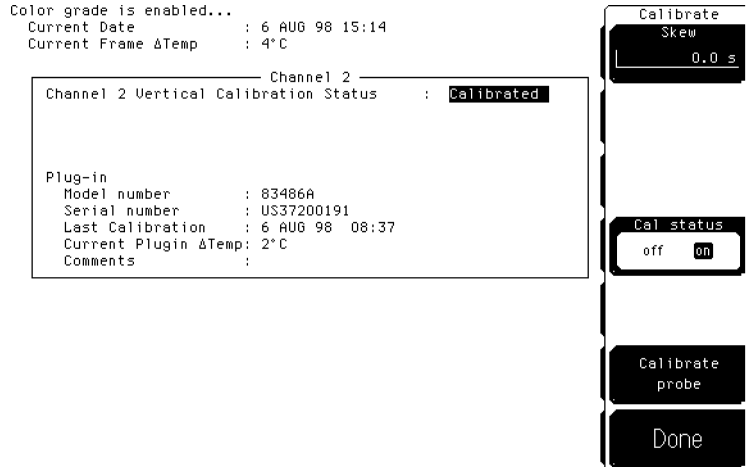 Color grade is enabled...
Current Date : 6 AUG 98 15:14
Current Frame ΔTemp : 4°C
Channel 2
Channel 2 Vertical Calibration Status : Calibrated
Plug-in
Model number : 83486A
Serial number : US37200191
Last Calibration : 6 AUG 98 08:37
Current Plugin ΔTemp: 2°C
Comments :
Calibrate
Skew
0.0 s
Cal status
off on
Calibrate
probe
Done